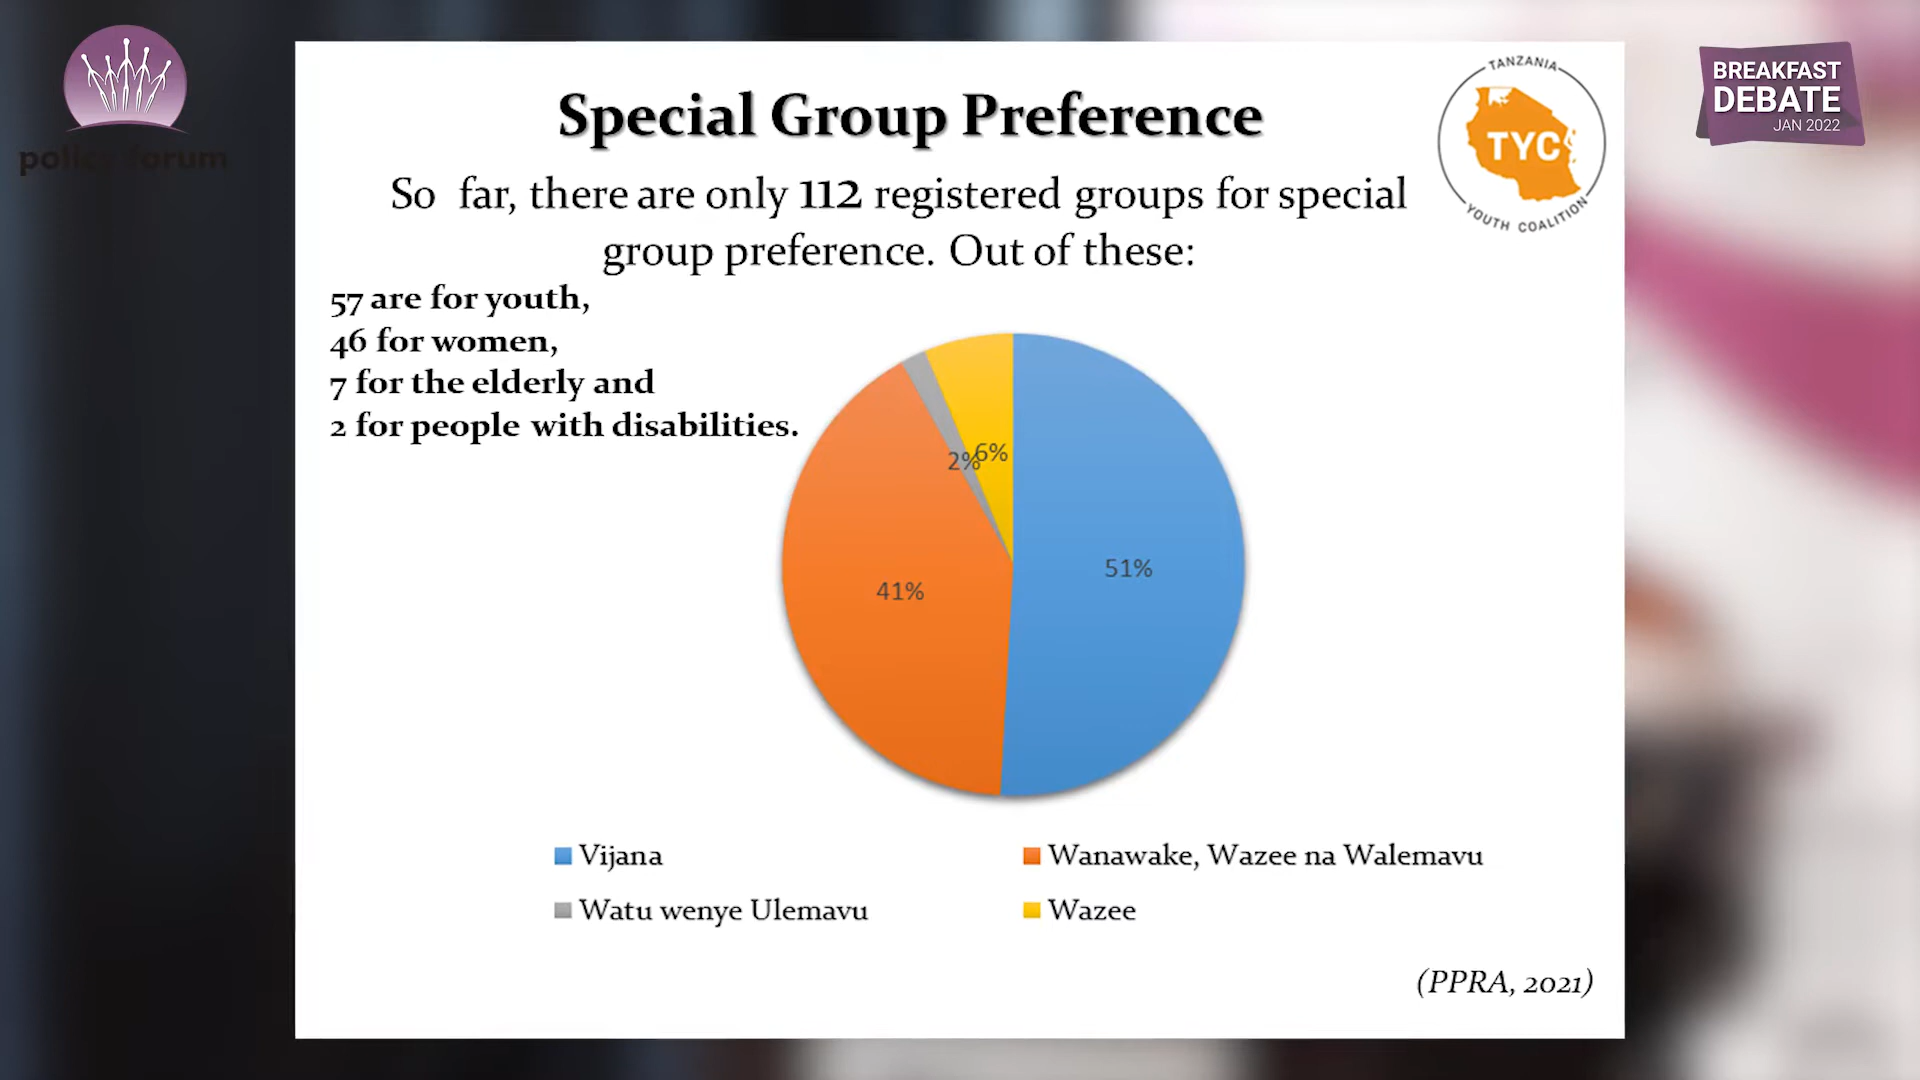 policy forum
BREAKFAST
DEBATE
JAN 2022
TANZANIA
TYC
YOUTH COALITION
Special Group Preference
So far, there are only 112 registered groups for special
group preference. Out of these:
57 are for youth,
46 for women,
7 for the elderly and
2 for people with disabilities.
2%
6%
41%
51%
Vijana
Wanawake, Wazee na Walemavu
Watu wenye Ulemavu
Wazee
(PPRA, 2021)